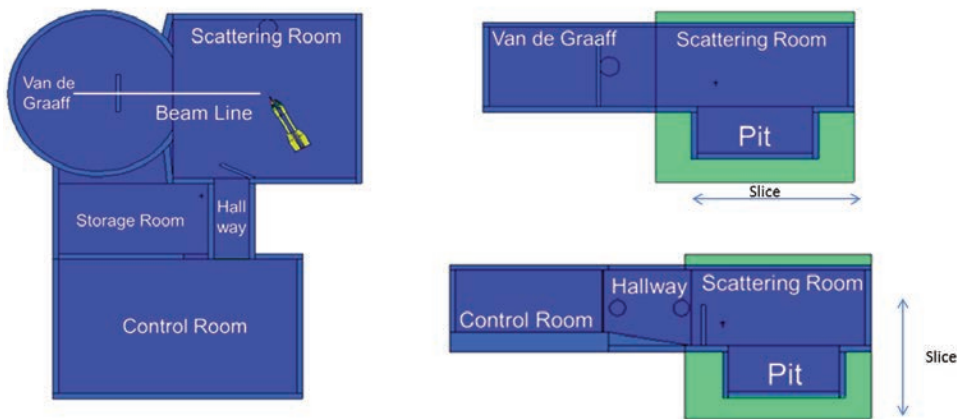 Scattering Room
Van de
Graaff
Beam Line
Storage Room
Hall
way
Control Room
Van de Graaff
Scattering Room
Pit
Slice
Hallway
Scattering Room
Control Room
Slice
Pit